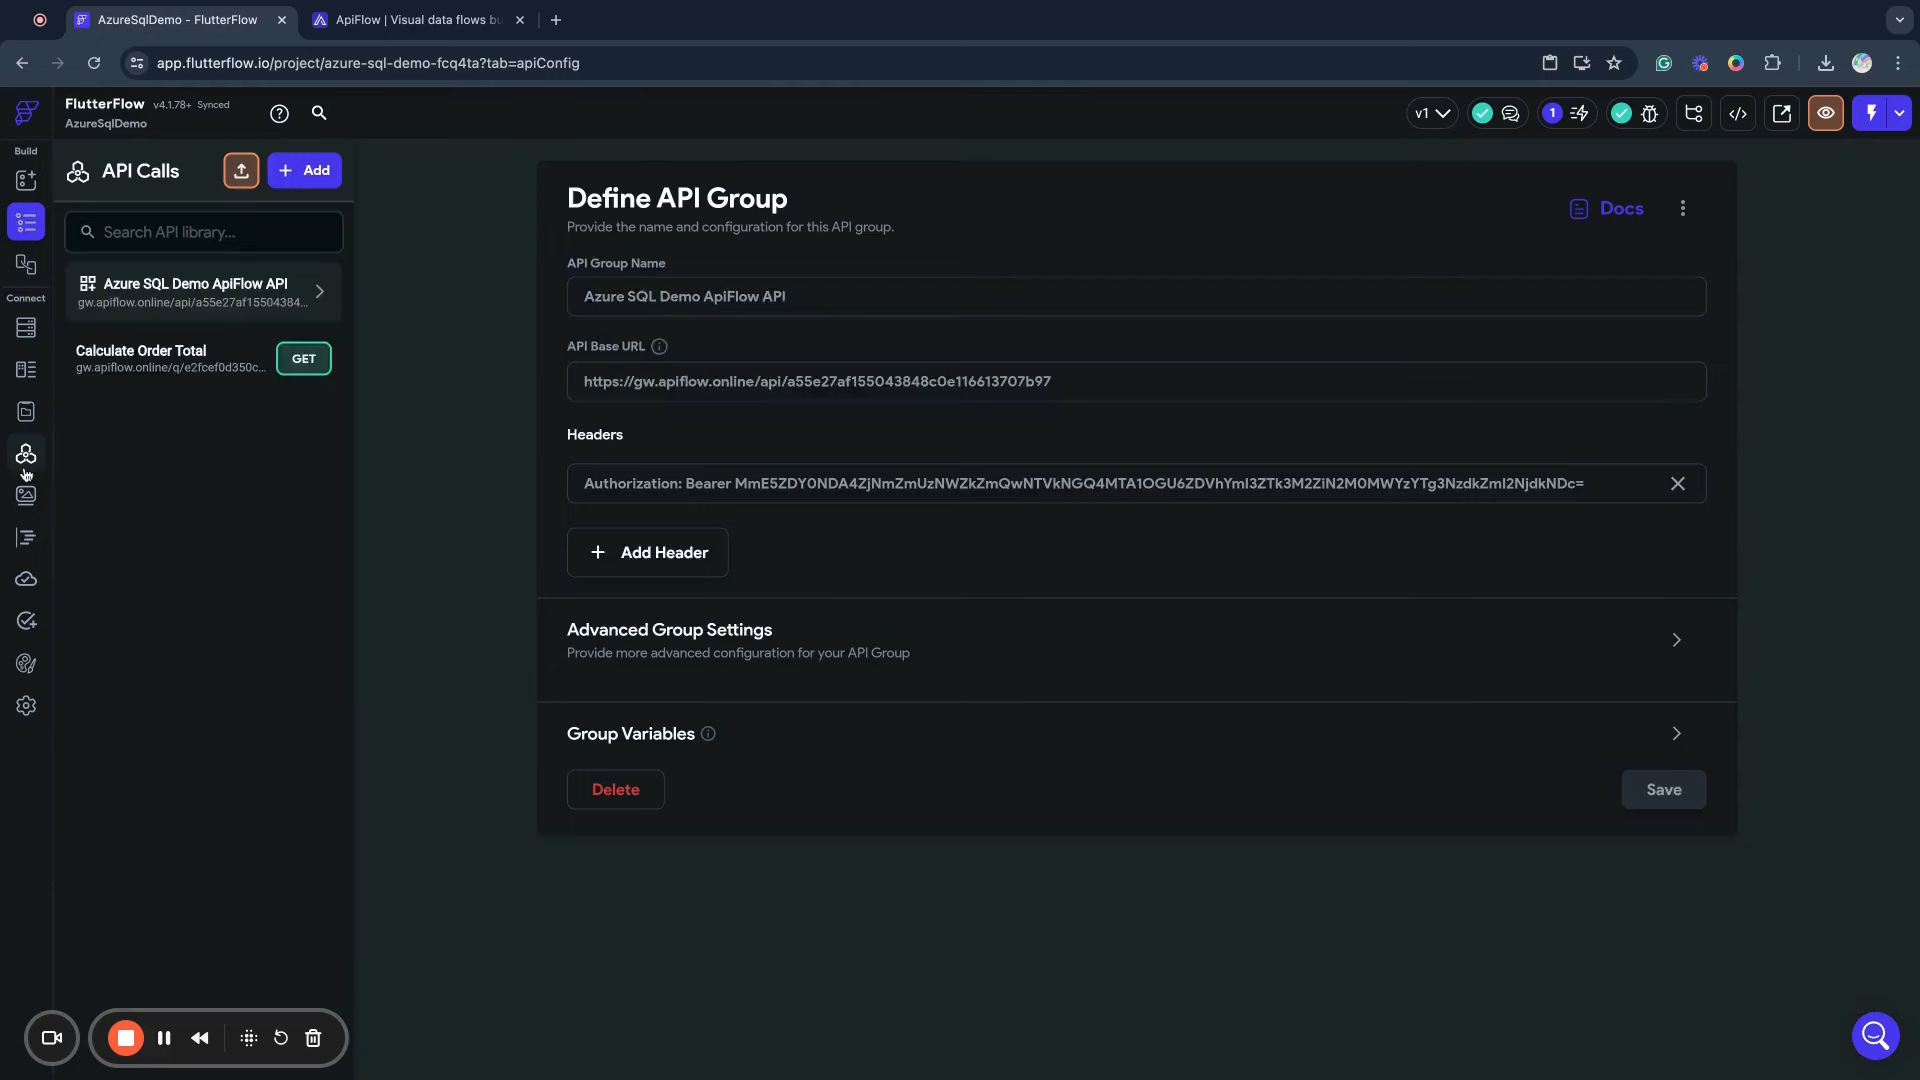 AzureSqlDemo - FlutterFlow
ApiFlow | Visual data flows bu
app.flutterflow.io/project/azure-sql-demo-fcq4ta?tab=apiConfig
FlutterFlow v4.1.78+ Synced
AzureSqlDemo
v1
1
Build
API Calls
Add
Search API library...
Azure SQL Demo ApiFlow API
gw.apiflow.online/api/a55e27af15504384...
Connect
Calculate Order Total
gw.apiflow.online/q/e2fcef0d350c...
GET
Define API Group
Docs
Provide the name and configuration for this API group.
API Group Name
Azure SQL Demo ApiFlow API
API Base URL
https://gw.apiflow.online/api/a55e27af155043848c0e116613707b97
Headers
Authorization: Bearer MmE5ZDY0NDA4ZjNmZmUzNWZkZmQwNTVkNGQ4MTA1OGU6ZDVhYmI3ZTk3M2ZiN2M0MWYzYTg3NzdkZmI2NjdkNDc=
Add Header
Advanced Group Settings
Provide more advanced configuration for your API Group
Group Variables
Delete
Save